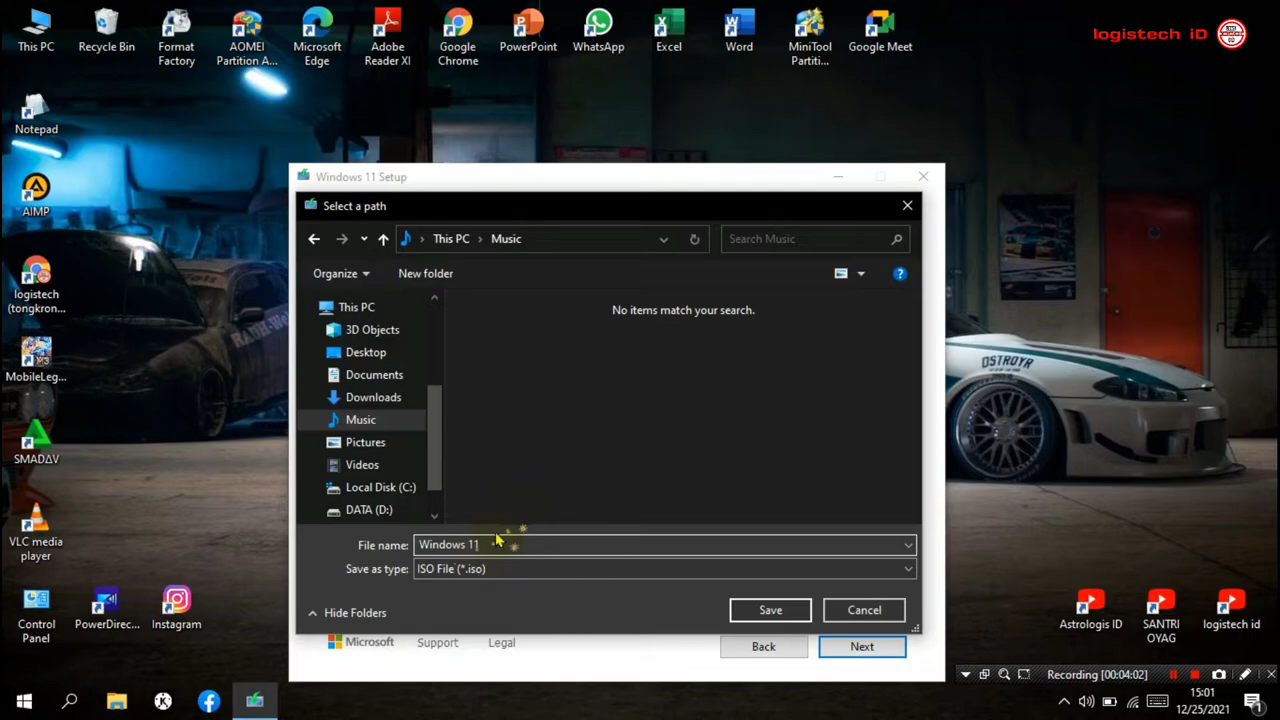 This PC
Recycle Bin
Format
Factory
AOMEI
Partition A...
Microsoft
Edge
Adobe
Reader XI
Google
Chrome
PowerPoint
WhatsApp
Excel
Word
MiniTool
Partiti...
Google Meet
logistech iD
Notepad
AIMP
logistech
(tongkron...
MobileLeg...
SMADΔV
VLC media
player
Control
Panel
PowerDirec...
Instagram
Windows 11 Setup
Select a path
This PC
Music
Search Music
Organize
New folder
This PC
3D Objects
Desktop
Documents
Downloads
Music
Pictures
Videos
Local Disk (C:)
DATA (D:)
No items match your search.
File name:
Windows 11
Save as type:
ISO File (*.iso)
Hide Folders
Save
Cancel
Microsoft
Support
Legal
Back
Next
DSTROYR
Astrologis ID
SANTRI
OYAG
logistech id
Recording [00:04:02]
15:01
12/25/2021
1